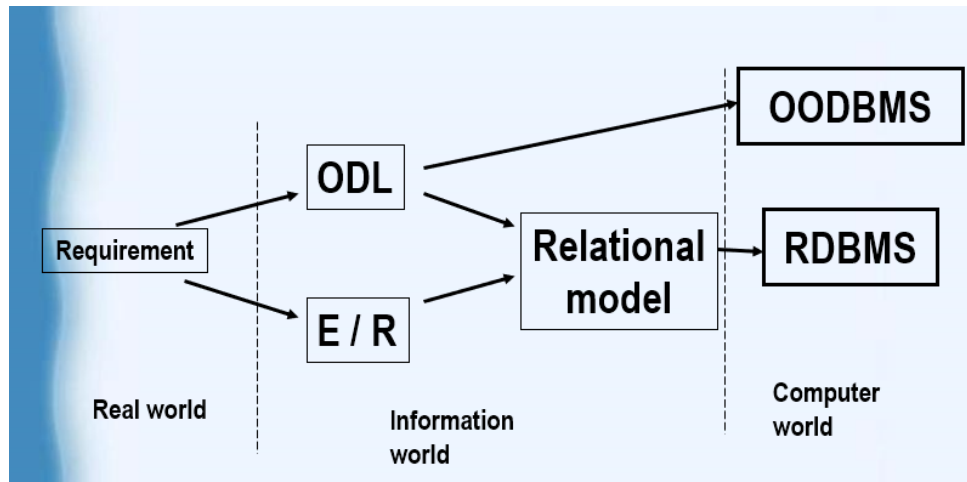 OODBMS
ODL
Requirement
Relational
model
RDBMS
E / R
Real world
Information
world
Computer
world